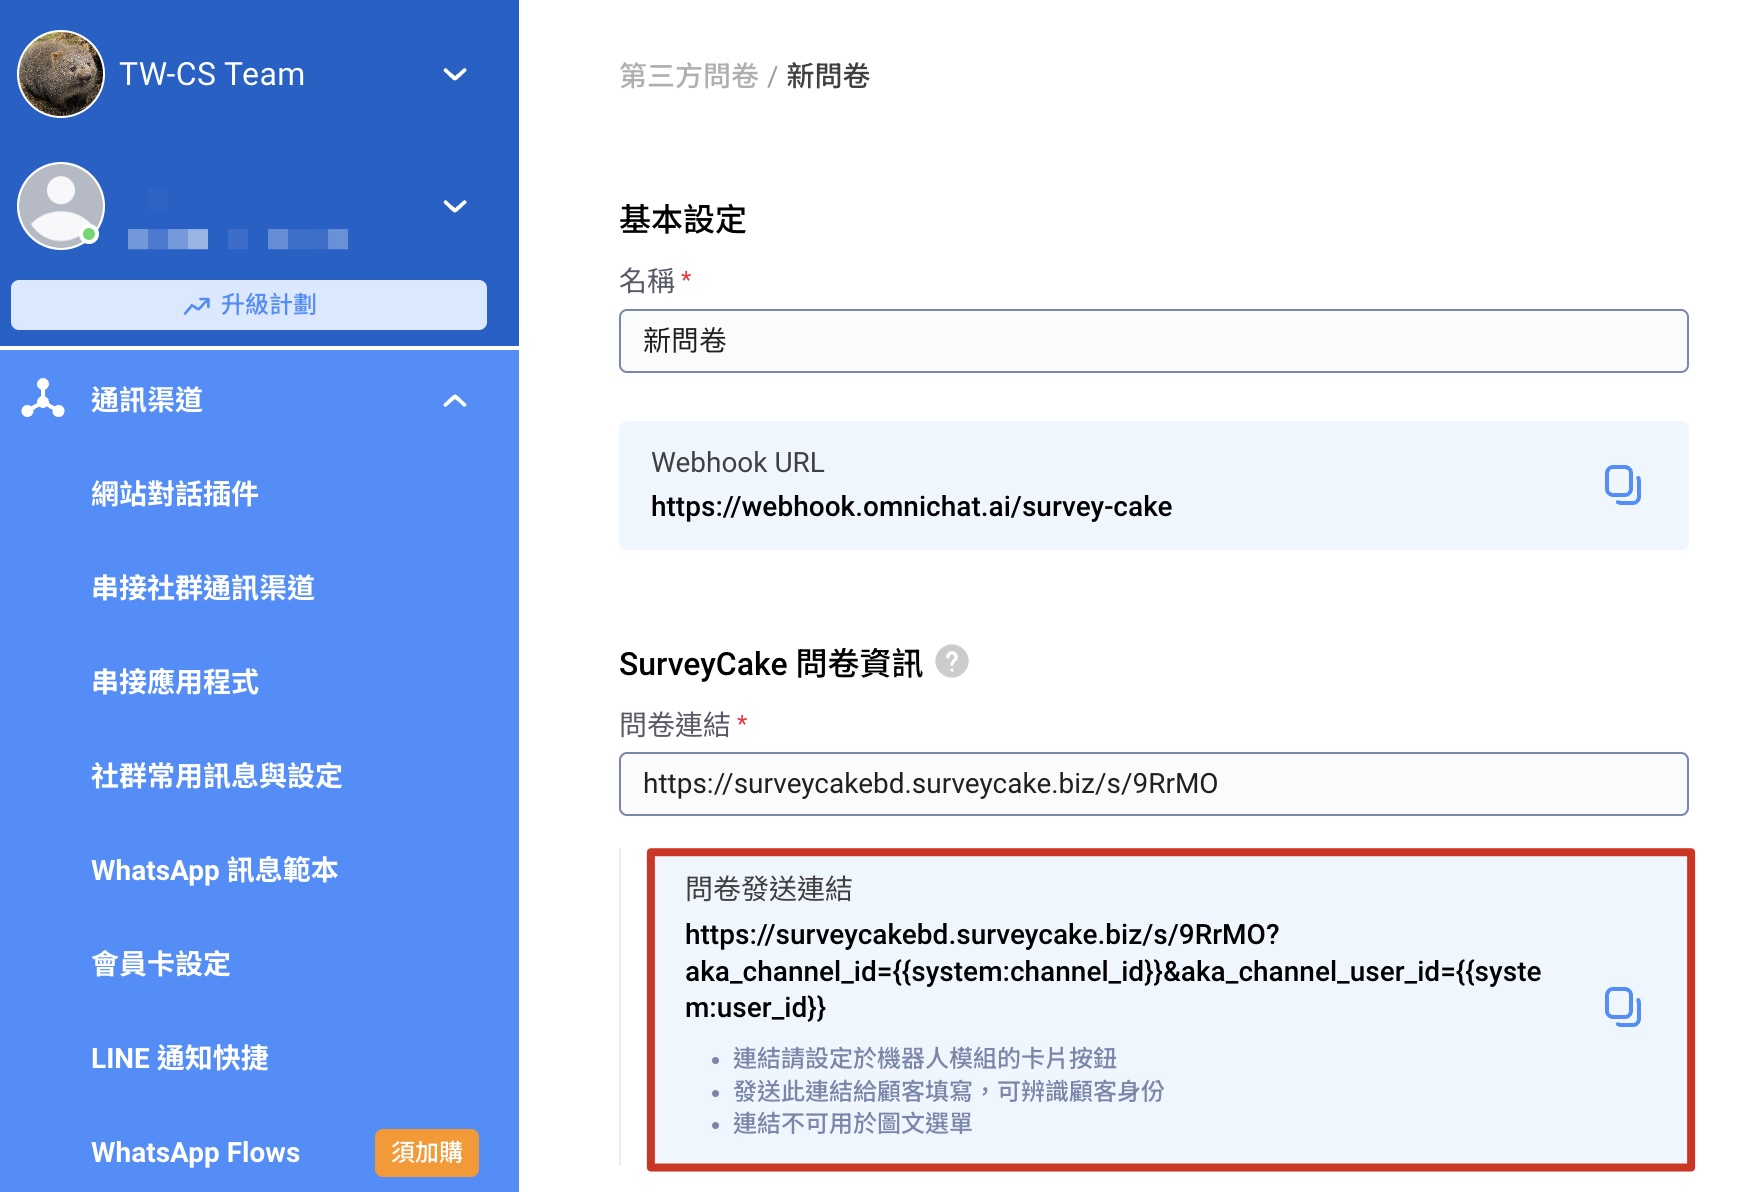 TW-CS Team
升級計劃
通訊渠道
網站對話插件
串接社群通訊渠道
串接應用程式
社群常用訊息與設定
WhatsApp 訊息範本
會員卡設定
LINE 通知快捷
WhatsApp Flows 須加購
第三方問卷 / 新問卷
基本設定
名稱 *
新問卷
Webhook URL
https://webhook.omnichat.ai/survey-cake
SurveyCake 問卷資訊 ?
問卷連結 *
https://surveycakebd.surveycake.biz/s/9RrMO
問卷發送連結
https://surveycakebd.surveycake.biz/s/9RrMO?
aka_channel_id={{system:channel_id}}&aka_channel_user_id={{syste
m:user_id}}
• 連結請設定於機器人模組的卡片按鈕
• 發送此連結給顧客填寫，可辨識顧客身份
• 連結不可用於圖文選單